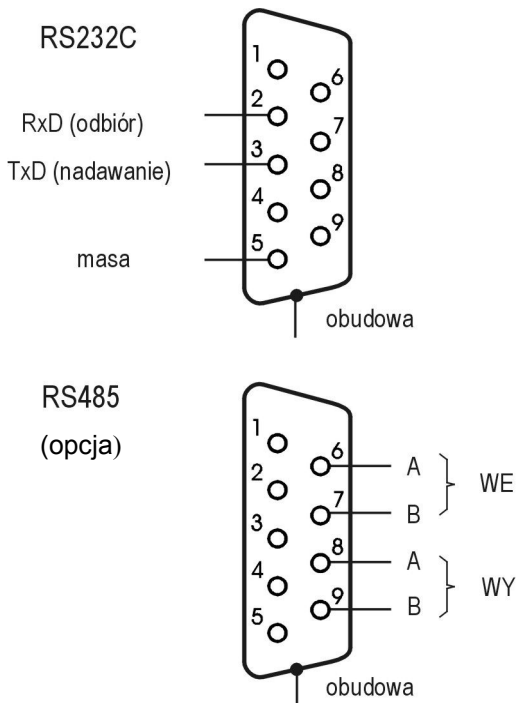 RS232C
1
6
2
RxD (odbiór)
7
3
TxD (nadawanie)
8
4
9
5
masa
obudowa
RS485
(opcja)
1
6
A
WE
2
7
B
3
8
A
WY
4
9
B
5
obudowa